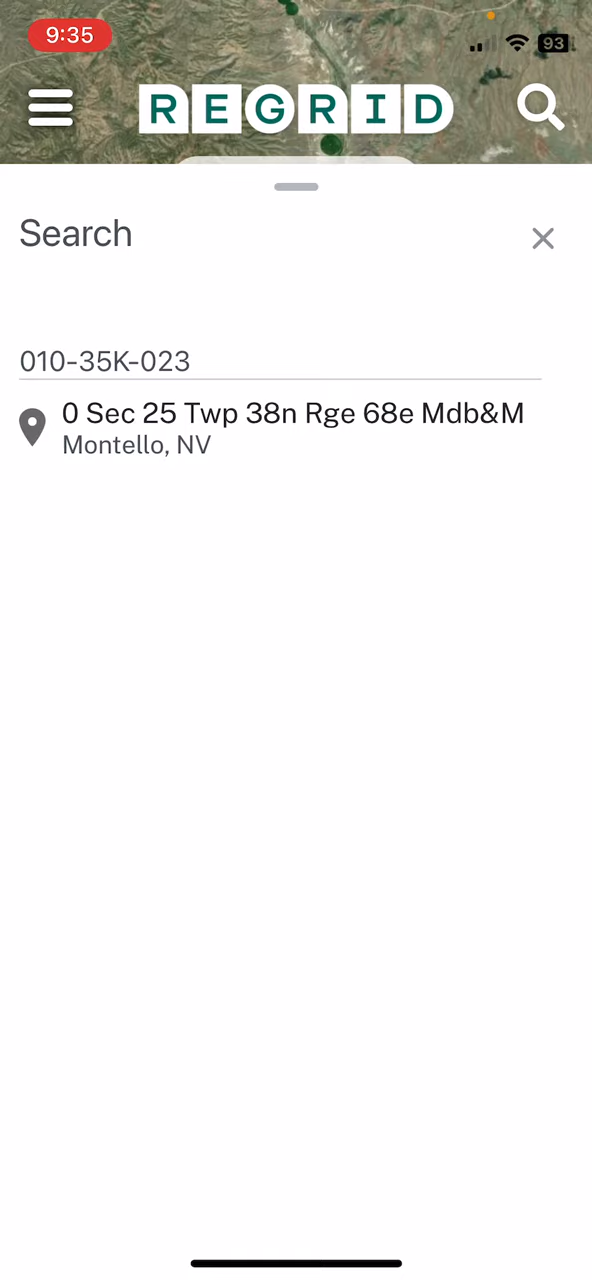 9:35
93
REGRID
Search
010-35K-023
0 Sec 25 Twp 38n Rge 68e Mdb&M
Montello, NV